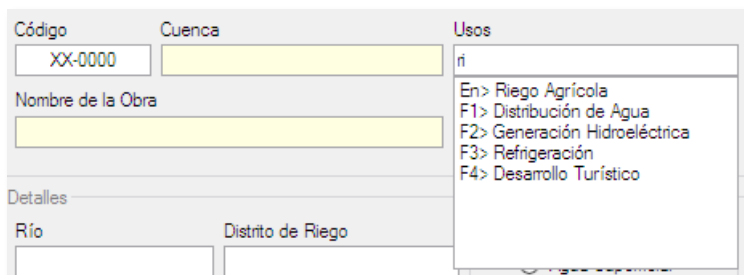 Código Cuenca Usos
XX-0000 ri
En> Riego Agrícola
F1> Distribución de Agua
F2> Generación Hidroeléctrica
F3> Refrigeración
F4> Desarrollo Turístico
Nombre de la Obra
Detalles
Río Distrito de Riego